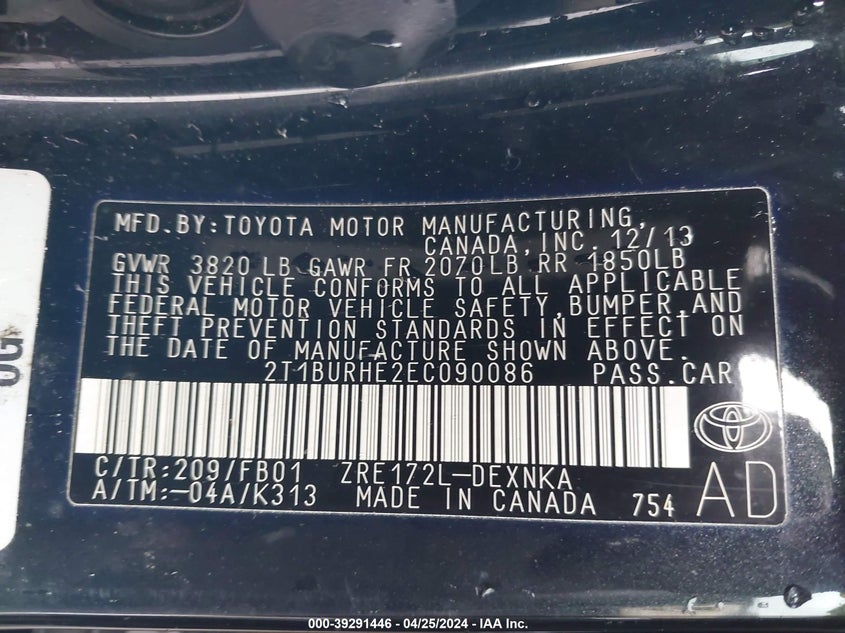 MFD.BY:TOYOTA MOTOR MANUFACTURING,
CANADA,INC. 12/13
GVWR 3820 LB GAWR FR 2070LB RR 1850LB
THIS VEHICLE CONFORMS TO ALL APPLICABLE
FEDERAL MOTOR VEHICLE SAFETY,BUMPER,AND
THEFT PREVENTION STANDARDS IN EFFECT ON
THE DATE OF MANUFACTURE SHOWN ABOVE.
2T1BURHE2EC090086 PASS.CAR
C/TR:209/FB01 ZRE172L-DEXNKA
A/TM:-04A/K313 MADE IN CANADA 754
AD
000-39291446 - 04/25/2024 - IAA Inc.